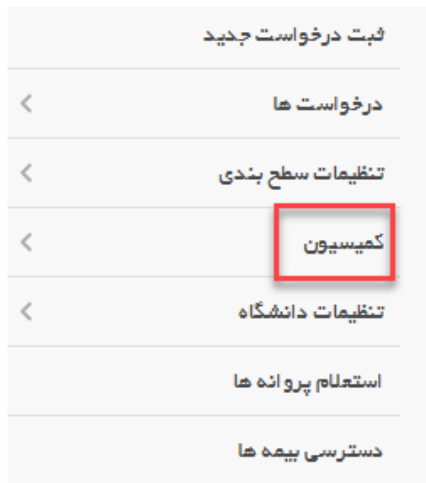 ثبت درخواست جدید
درخواست ها
تنظیمات سطح بندی
کمیسیون
تنظیمات دانشگاه
استعلام پروانه ها
دسترسی بیمه ها